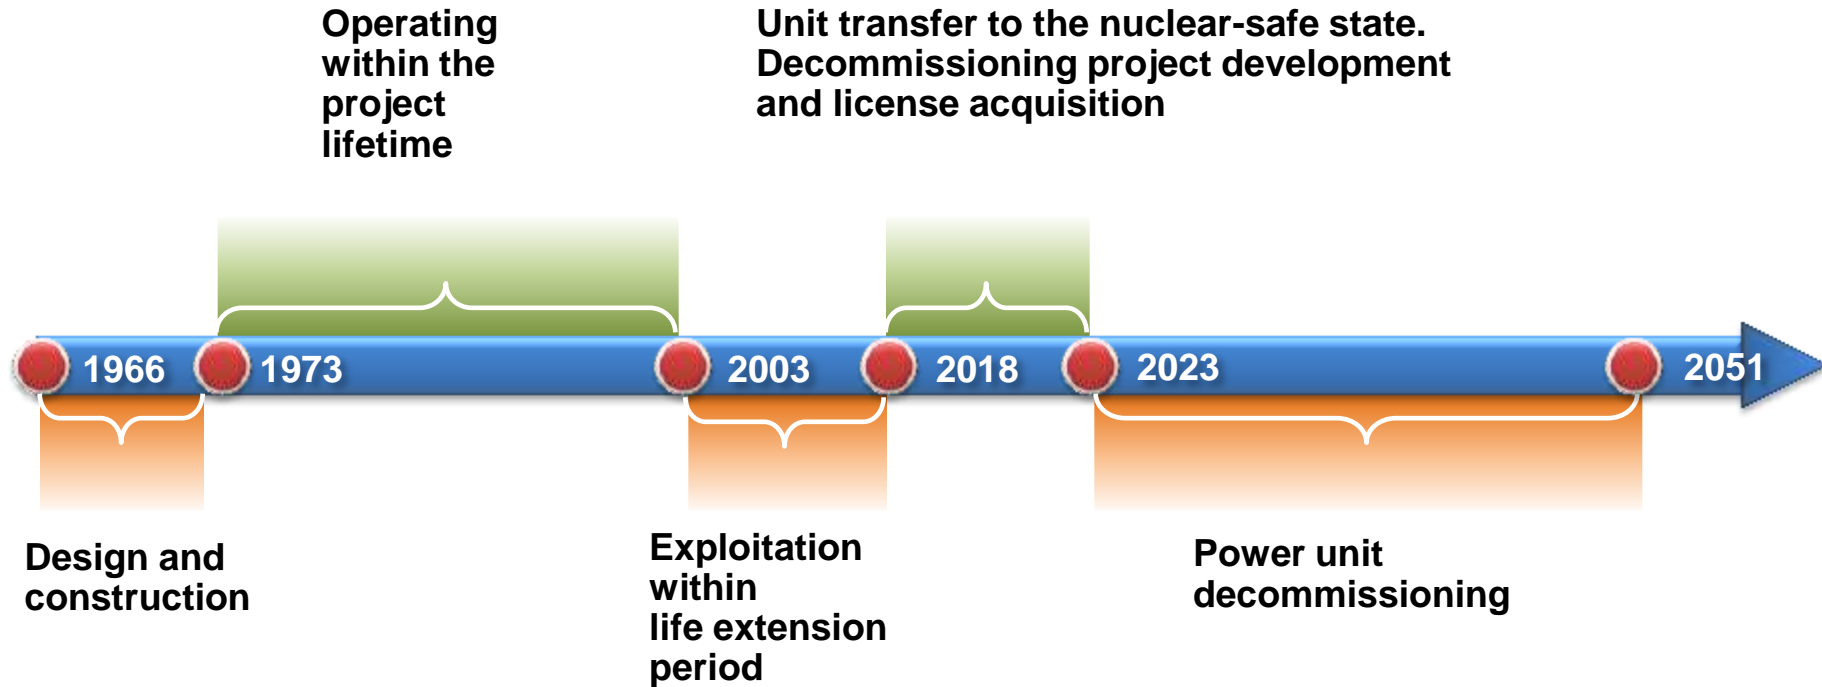 Operating
within the
project
lifetime
Unit transfer to the nuclear-safe state.
Decommissioning project development
and license acquisition
1966
1973
2003
2018
2023
2051
Design and
construction
Exploitation
within
life extension
period
Power unit
decommissioning